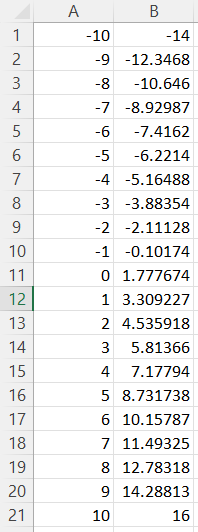 A B
1 -10 -14
2 -9 -12.3468
3 -8 -10.646
4 -7 -8.92987
5 -6 -7.4162
6 -5 -6.2214
7 -4 -5.16488
8 -3 -3.88354
9 -2 -2.11128
10 -1 -0.10174
11 0 1.777674
12 1 3.309227
13 2 4.535918
14 3 5.81366
15 4 7.17794
16 5 8.731738
17 6 10.15787
18 7 11.49325
19 8 12.78318
20 9 14.28813
21 10 16